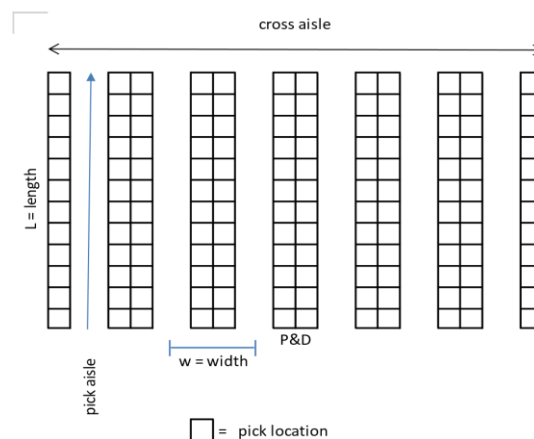 cross aisle
L = length
P&D
w = width
pick aisle
= pick location